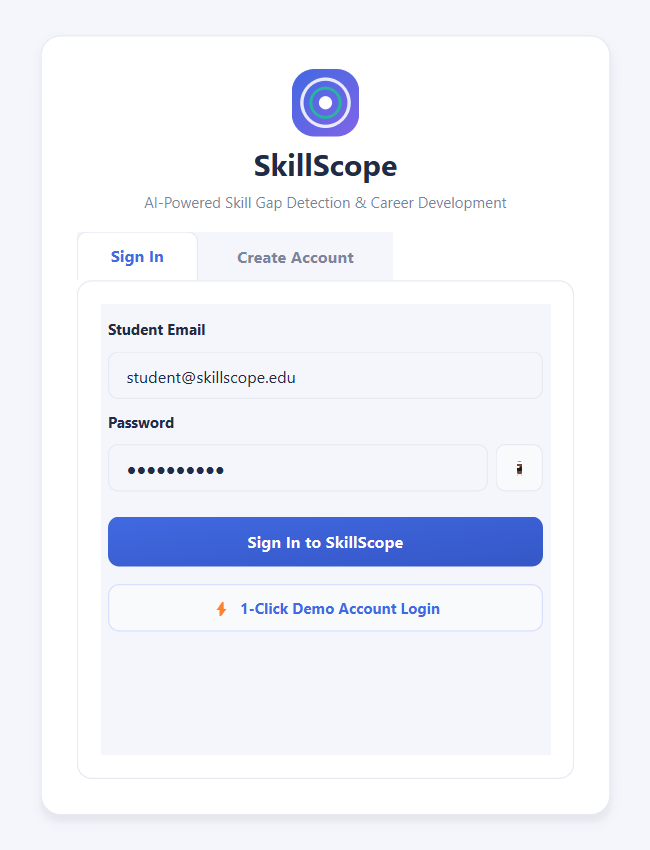 SkillScope
AI-Powered Skill Gap Detection & Career Development
Sign In
Create Account
Student Email
student@skillscope.edu
Password
●●●●●●●●●●
Sign In to SkillScope
1-Click Demo Account Login